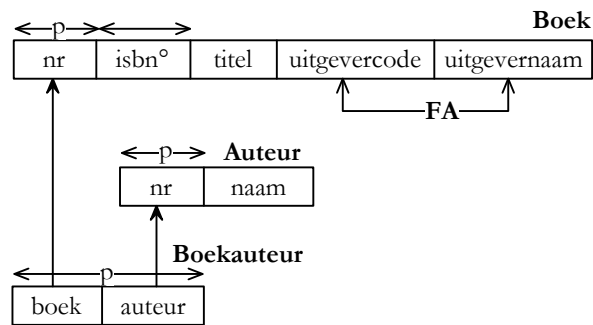 Boek
p
nr isbn° titel uitgevercode uitgevernaam
FA
p Auteur
nr naam
Boekauteur
p
boek auteur